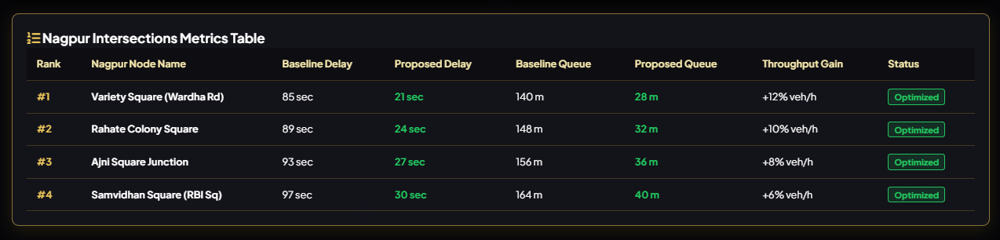 Nagpur Intersections Metrics Table
Rank Nagpur Node Name Baseline Delay Proposed Delay Baseline Queue Proposed Queue Throughput Gain Status
#1 Variety Square (Wardha Rd) 85 sec 21 sec 140 m 28 m +12% veh/h Optimized
#2 Rahate Colony Square 89 sec 24 sec 148 m 32 m +10% veh/h Optimized
#3 Ajni Square Junction 93 sec 27 sec 156 m 36 m +8% veh/h Optimized
#4 Samvidhan Square (RBI Sq) 97 sec 30 sec 164 m 40 m +6% veh/h Optimized